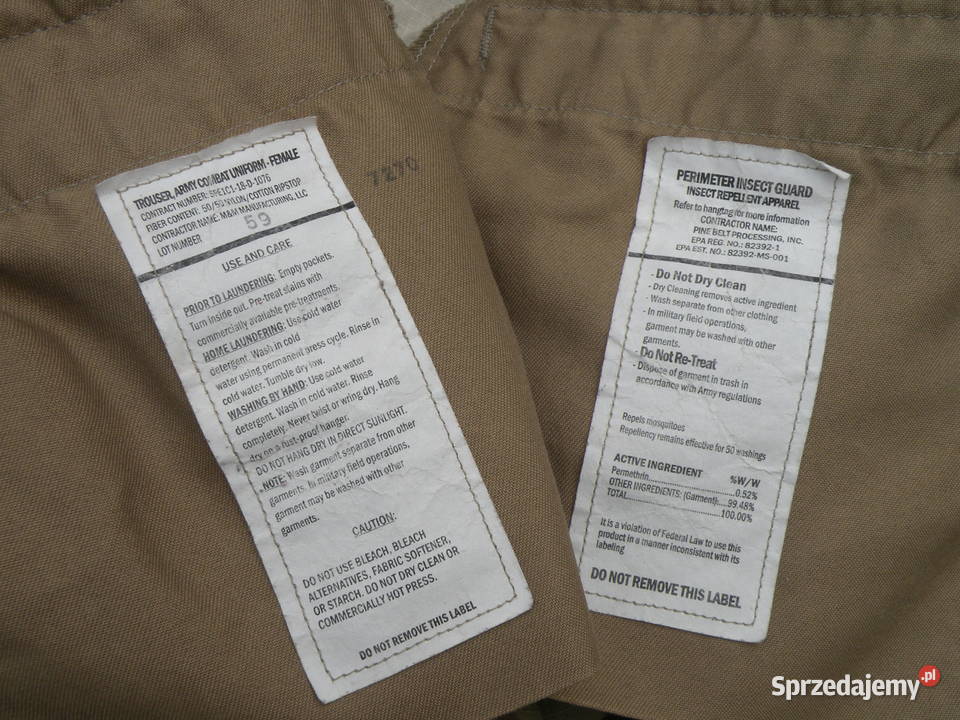 TROUSER, ARMY COMBAT UNIFORM - FEMALE
CONTRACT NUMBER: SPE1C1-18-D-1076
FIBER CONTENT: 50/50 NYLON/COTTON RIPSTOP
CONTRACTOR NAME: M&M MANUFACTURING, LLC
LOT NUMBER 59
USE AND CARE
PRIOR TO LAUNDERING: Empty pockets.
Turn inside out. Pre-treat stains with
commercially available pre-treatments.
HOME LAUNDERING: Use cold water
detergent. Wash in cold
water using permanent press cycle. Rinse in
cold water. Tumble dry low.
WASHING BY HAND: Use cold water
detergent. Wash in cold water. Rinse
completely. Never twist or wring dry. Hang
dry on a rust-proof hanger.
DO NOT HANG DRY IN DIRECT SUNLIGHT.
NOTE: Wash garment separate from other
garments. In military field operations,
garment may be washed with other
garments.
CAUTION:
DO NOT USE BLEACH, BLEACH
ALTERNATIVES, FABRIC SOFTENER,
OR STARCH. DO NOT DRY CLEAN OR
COMMERCIALLY HOT PRESS.
DO NOT REMOVE THIS LABEL
7270
PERIMETER INSECT GUARD
INSECT REPELLENT APPAREL
Refer to hangtag for more information
CONTRACTOR NAME:
PINE BELT PROCESSING, INC.
EPA REG. NO.: 82392-1
EPA EST. NO.: 82392-MS-001
- Do Not Dry Clean
- Dry Cleaning removes active ingredient
- Wash separate from other clothing
- In military field operations,
garment may be washed with other
garments.
- Do Not Re-Treat
- Dispose of garment in trash in
accordance with Army regulations
Repels mosquitoes
Repellency remains effective for 50 washings
ACTIVE INGREDIENT %W/W
Permethrin.....................0.52%
OTHER INGREDIENTS: (Garment)....99.48%
TOTAL.........................100.00%
It is a violation of Federal Law to use this
product in a manner inconsistent with its
labeling
DO NOT REMOVE THIS LABEL
Sprzedajemy.pl